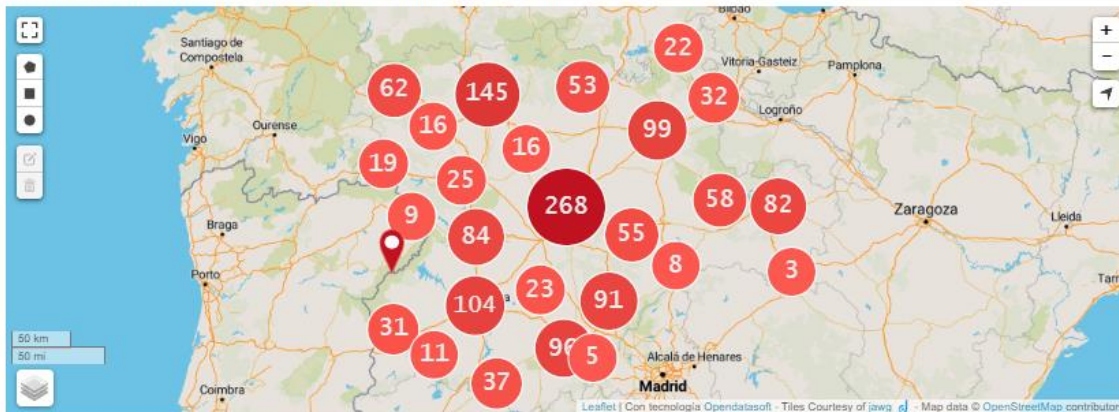 Bilbao
22
Santiago de
Compostela
+
−
Vitoria-Gasteiz
Pamplona
62
145
53
32
Logroño
16
99
Ourense
Vigo
16
19
25
58
82
268
Zaragoza
Lleida
9
Braga
84
55
8
3
Porto
23
91
104
Tarr
31
50 km
50 mi
11
96
5
Alcalá de Henares
37
Madrid
Coimbra
Leaflet | Con tecnología Opendatasoft - Tiles Courtesy of jawg - Map data © OpenStreetMap contributor